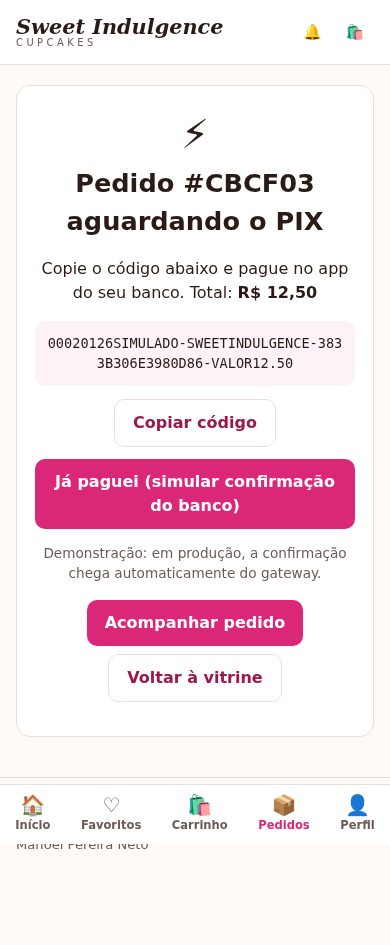 Sweet Indulgence
CUPCAKES
Pedido #CBCF03
aguardando o PIX
Copie o código abaixo e pague no app
do seu banco. Total: R$ 12,50
00020126SIMULADO-SWEETINDULGENCE-383
3B306E3980D86-VALOR12.50
Copiar código
Já paguei (simular confirmação
do banco)
Demonstração: em produção, a confirmação
chega automaticamente do gateway.
Acompanhar pedido
Voltar à vitrine
Início Favoritos Carrinho Pedidos Perfil
Manoel Pereira Neto